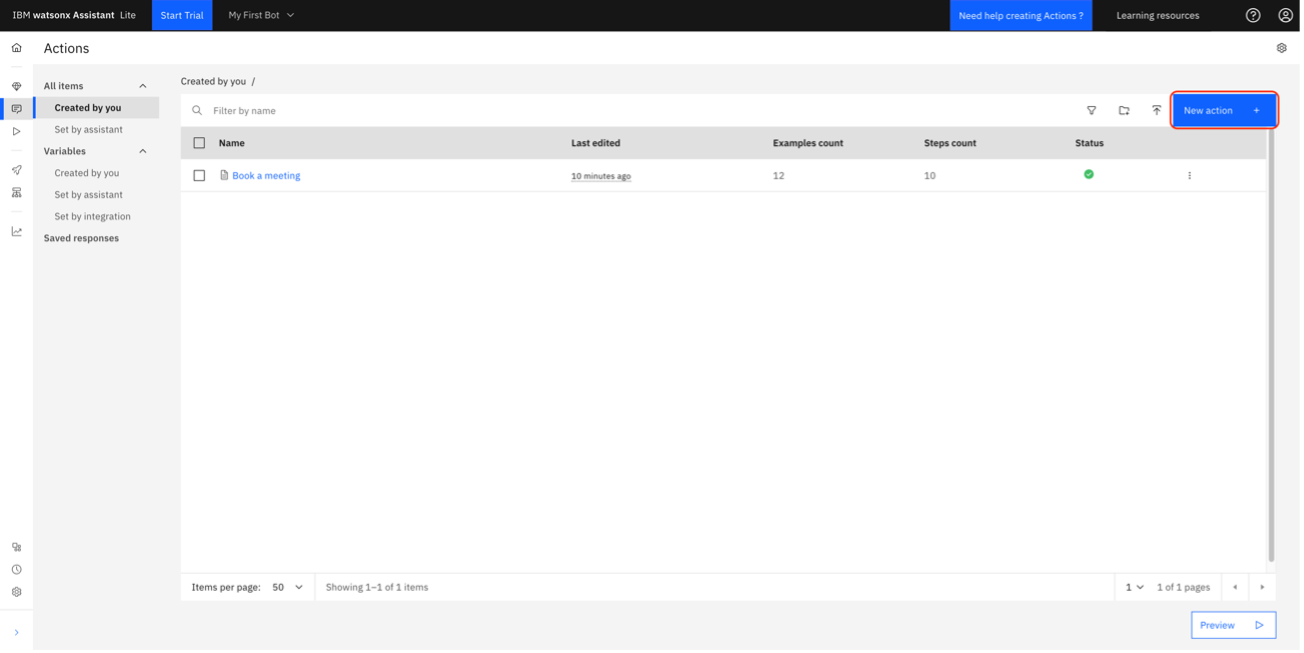 IBM watsonx Assistant Lite
Start Trial
My First Bot
Need help creating Actions ?
Learning resources
Actions
All items
Created by you
Set by assistant
Variables
Created by you
Set by assistant
Set by integration
Saved responses
Created by you /
Filter by name
New action +
Name Last edited Examples count Steps count Status
Book a meeting 10 minutes ago 12 10
Items per page: 50
Showing 1–1 of 1 items
1
1 of 1 pages
Preview